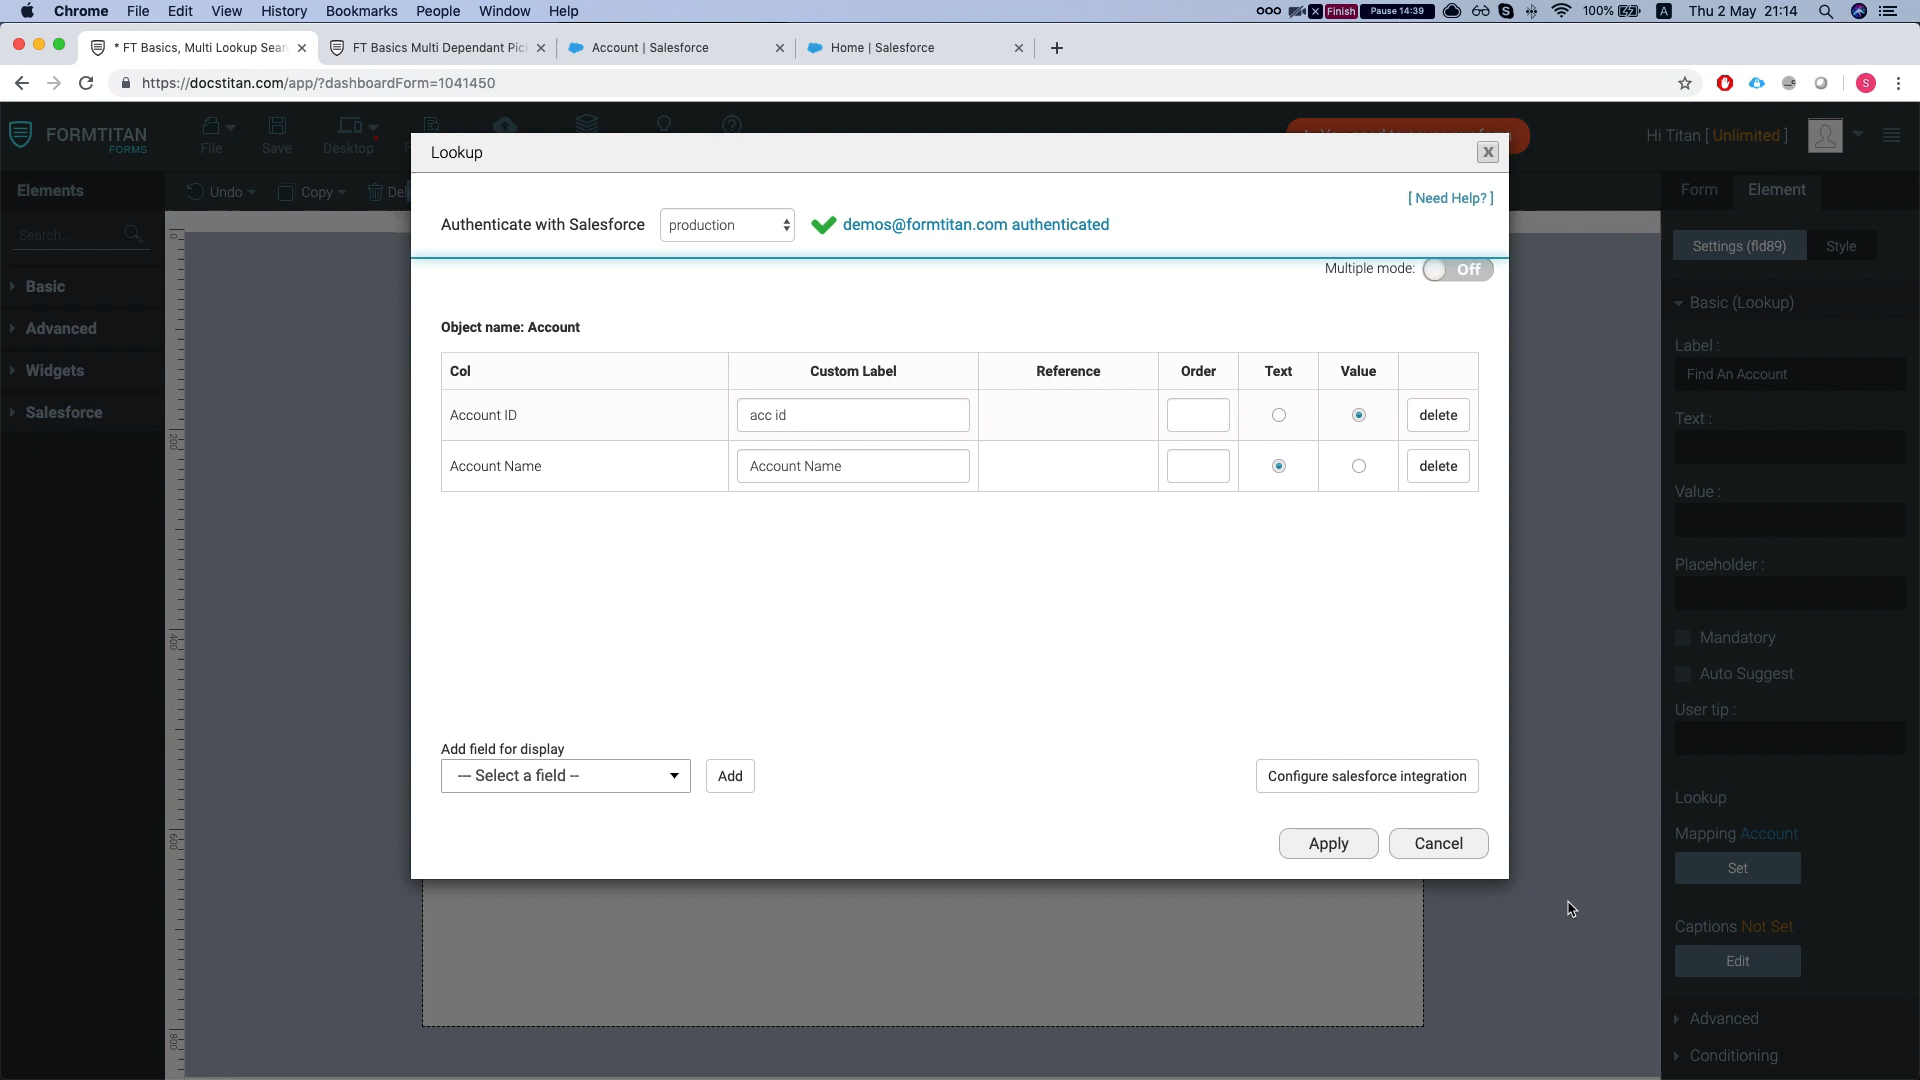 Chrome File Edit View History Bookmarks People Window Help
Finish Pause 14:39 100% A Thu 2 May 21:14
* FT Basics, Multi Lookup Sear
FT Basics Multi Dependant Pic
Account | Salesforce
Home | Salesforce
https://docstitan.com/app/?dashboardForm=1041450
S
FORMTITAN
FORMS
File
Save
Desktop
Hi Titan [ Unlimited ]
Undo
Copy
Del
Elements
Search...
Basic
Advanced
Widgets
Salesforce
0
200
400
600
800
Lookup
X
[ Need Help? ]
Authenticate with Salesforce production demos@formtitan.com authenticated
Multiple mode: Off
Object name: Account
Col Custom Label Reference Order Text Value
Account ID acc id delete
Account Name Account Name delete
Add field for display
--- Select a field -- Add
Configure salesforce integration
Apply Cancel
Form Element
Settings (fld89) Style
Basic (Lookup)
Label :
Find An Account
Text :
Value :
Placeholder :
Mandatory
Auto Suggest
User tip :
Lookup
Mapping Account
Set
Captions Not Set
Edit
Advanced
Conditioning